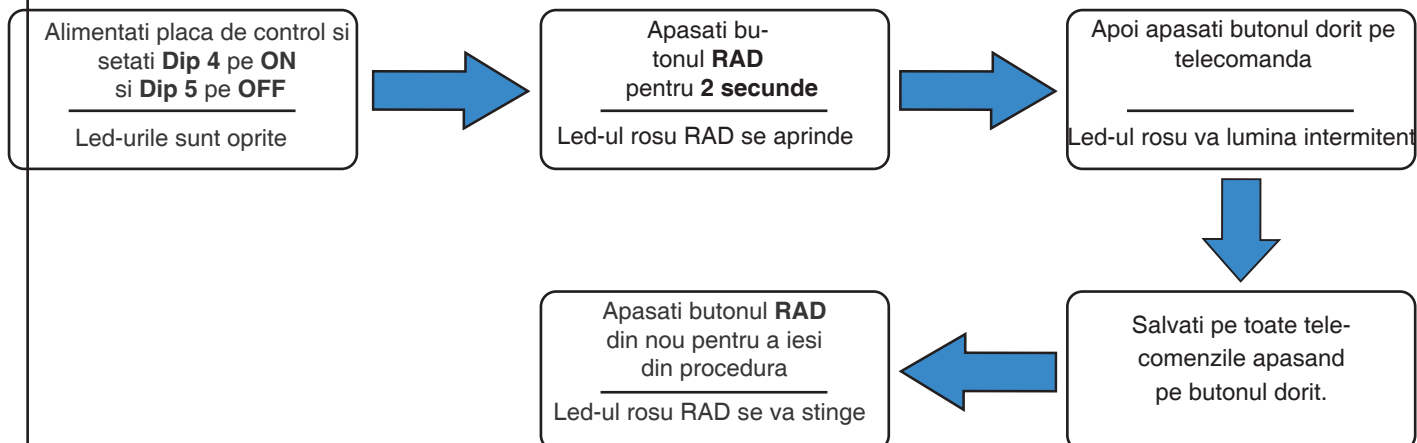 Alimentati placa de control si
setati Dip 4 pe ON
si Dip 5 pe OFF
Led-urile sunt oprite
Apasati bu-
tonul RAD
pentru 2 secunde
Led-ul rosu RAD se aprinde
Apoi apasati butonul dorit pe
telecomanda
Led-ul rosu va lumina intermitent
Salvati pe toate tele-
comenzile apasand
pe butonul dorit.
Apasati butonul RAD
din nou pentru a iesi
din procedura
Led-ul rosu RAD se va stinge